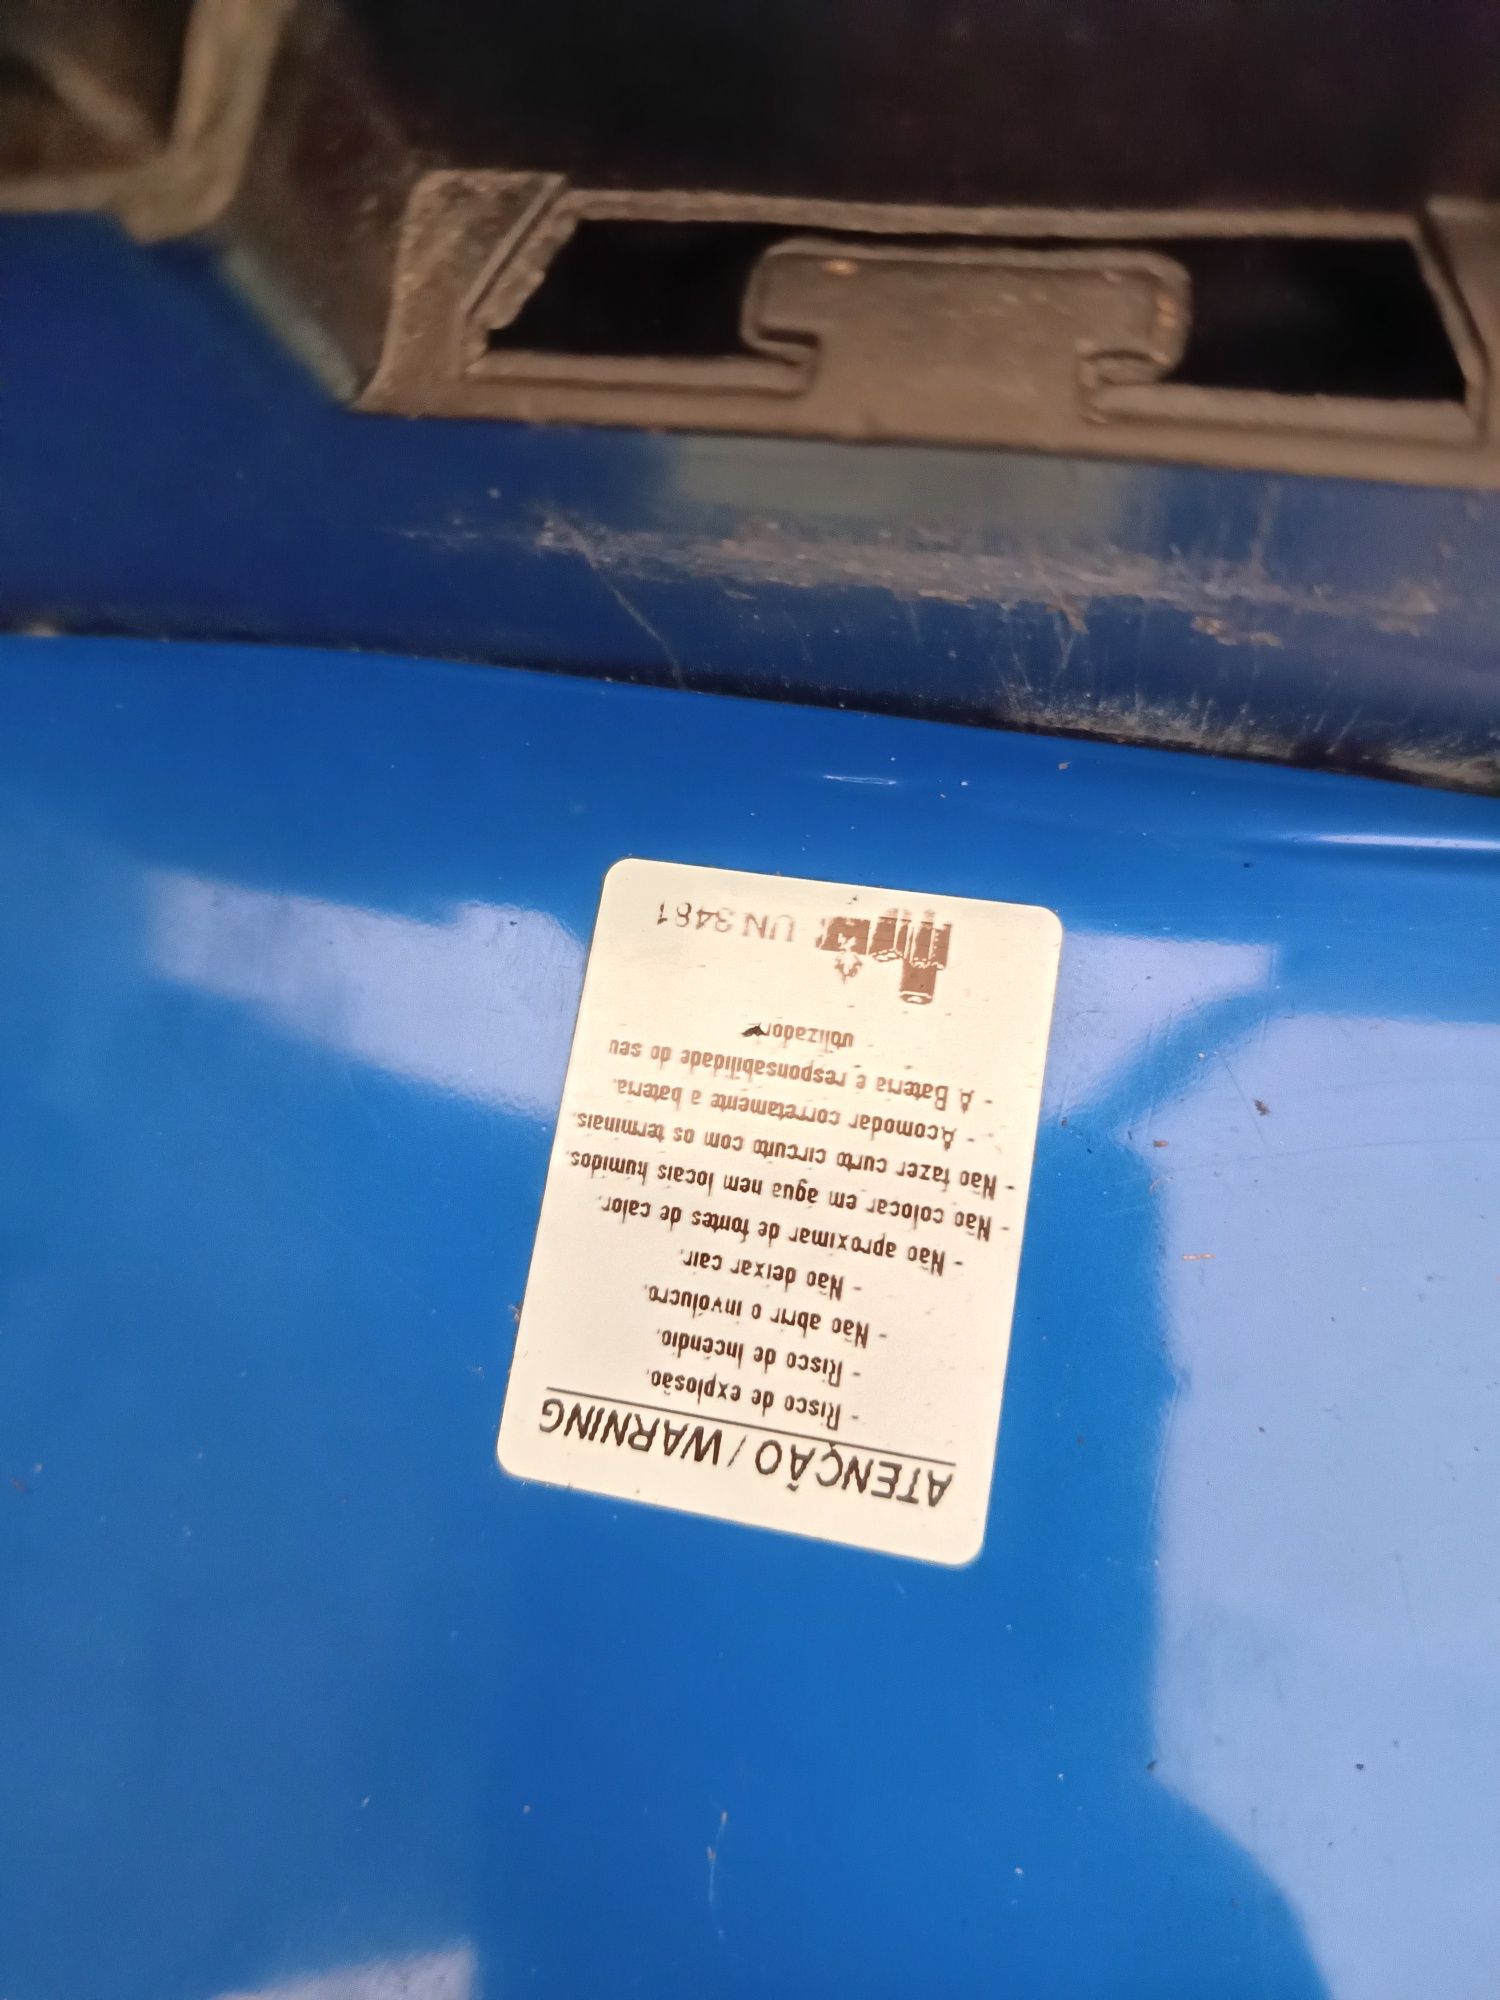 ATENÇÃO / WARNING
- Risco de explosão.
- Risco de Incêndio.
- Não abrir o invólucro.
- Não deixar cair.
- Não aproximar de fontes de calor.
- Não colocar em água nem locais húmidos.
- Não fazer curto circuito com os terminais.
- Acomodar corretamente a bateria.
- A Bateria é responsabilidade do seu
utilizador
UN 3481